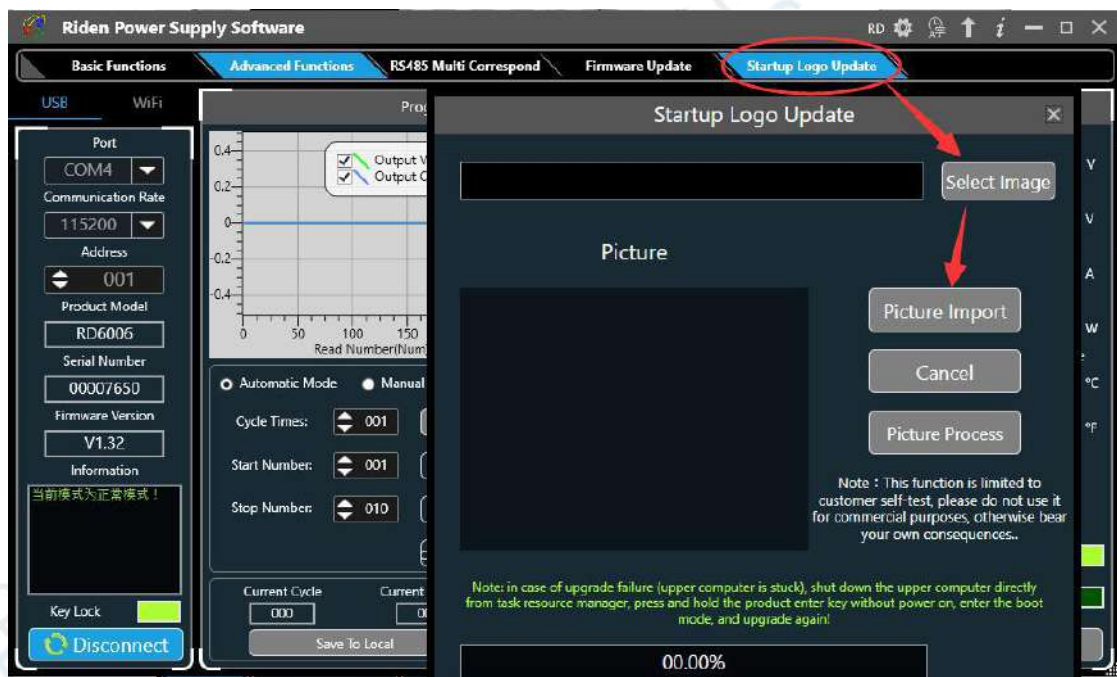 Riden Power Supply Software
RD
Basic Functions
Advanced Functions
RS485 Multi Correspond
Firmware Update
Startup Logo Update
USB
WiFi
Port
COM4
Communication Rate
115200
Address
001
Product Model
RD6006
Serial Number
00007650
Firmware Version
V1.32
Information
当前模式为正常模式！
Key Lock
Disconnect
0.4
0.2
0
-0.2
-0.4
Output V
Output C
0 50 100 150
Read Number(Num
Automatic Mode
Manual
Cycle Times:
001
Start Number:
001
Stop Number:
010
Current Cycle
Current
000
Save To Local
Startup Logo Update
Select Image
Picture
Picture Import
Cancel
Picture Process
Note：This function is limited to
customer self-test, please do not use it
for commercial purposes, otherwise bear
your own consequences..
Note: in case of upgrade failure (upper computer is stuck), shut down the upper computer directly
from task resource manager, press and hold the product enter key without power on, enter the boot
mode, and upgrade again!
00.00%
V
V
A
W
°C
°F